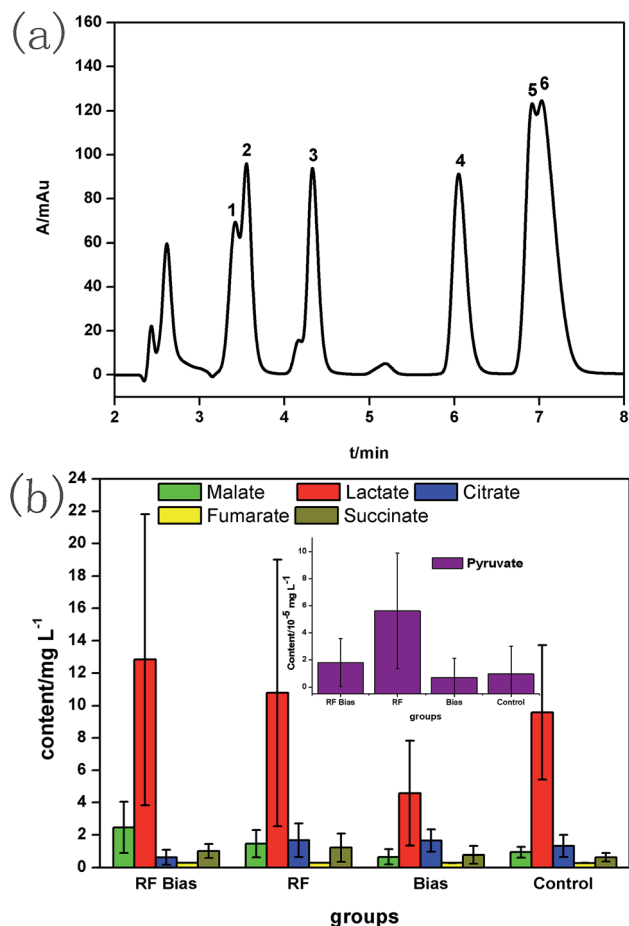 (a)
160
140
120
100
80
60
40
20
0
A/mAu
1
2
3
4
5 6
2 3 4 5 6 7 8
t/min
(b)
24
22
20
18
16
14
12
10
8
6
4
2
0
content/mg L⁻¹
Malate Lactate Citrate
Fumarate Succinate
10
8
6
4
2
0
Content/10⁻⁵ mg L⁻¹
Pyruvate
RF Bias RF Bias Control
groups
RF Bias RF Bias Control
groups